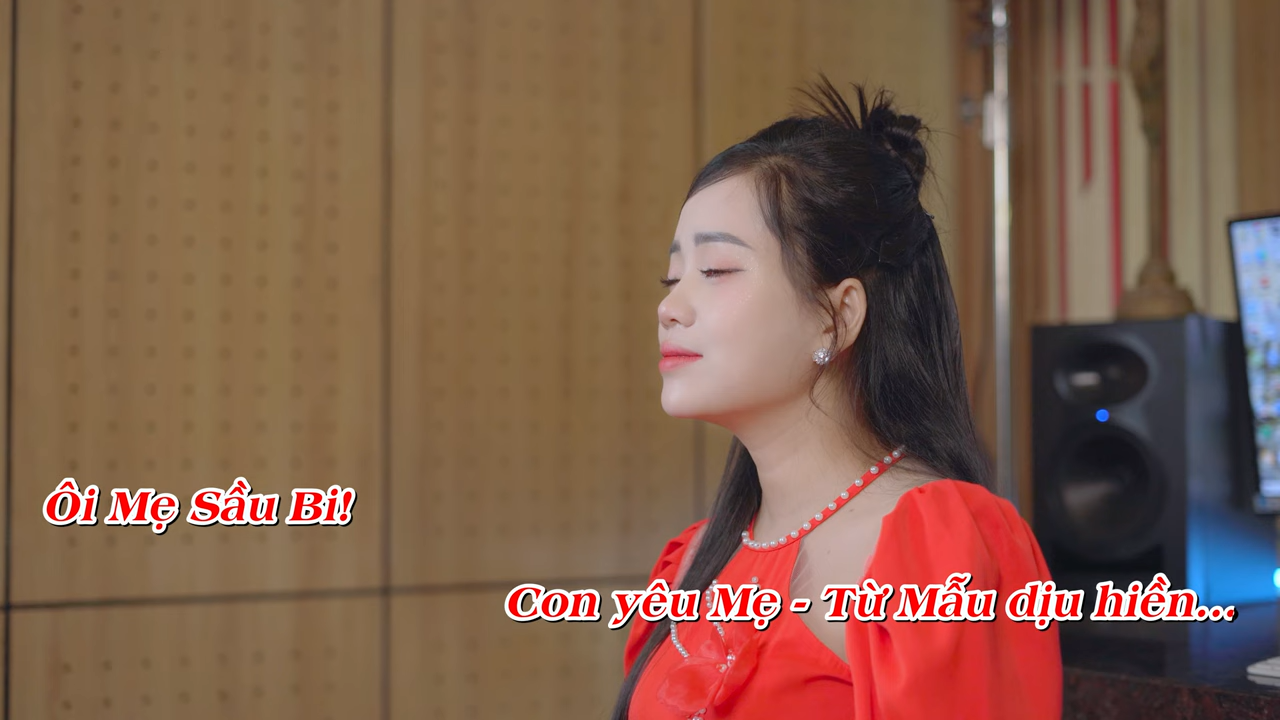 Ôi Mẹ Sầu Bi!
Con yêu Mẹ - Từ Mẫu dịu hiền...